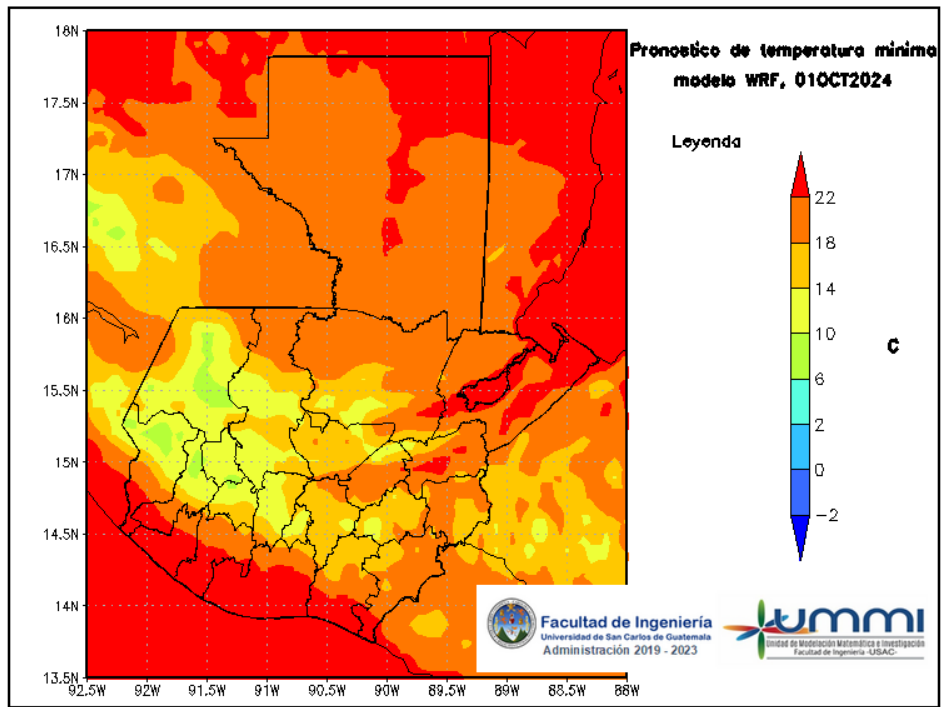 Pronostico de temperatura minima
modelo WRF, 01OCT2024
Leyenda
22
18
14
10
6
2
0
-2
C
18N
17.5N
17N
16.5N
16N
15.5N
15N
14.5N
14N
13.5N
92.5W 92W 91.5W 91W 90.5W 90W 89.5W 89W 88.5W 88W
Facultad de Ingeniería
Universidad de San Carlos de Guatemala
Administración 2019 - 2023
UMMI
Unidad de Modelación Matemática e Investigación
Facultad de Ingeniería -USAC-